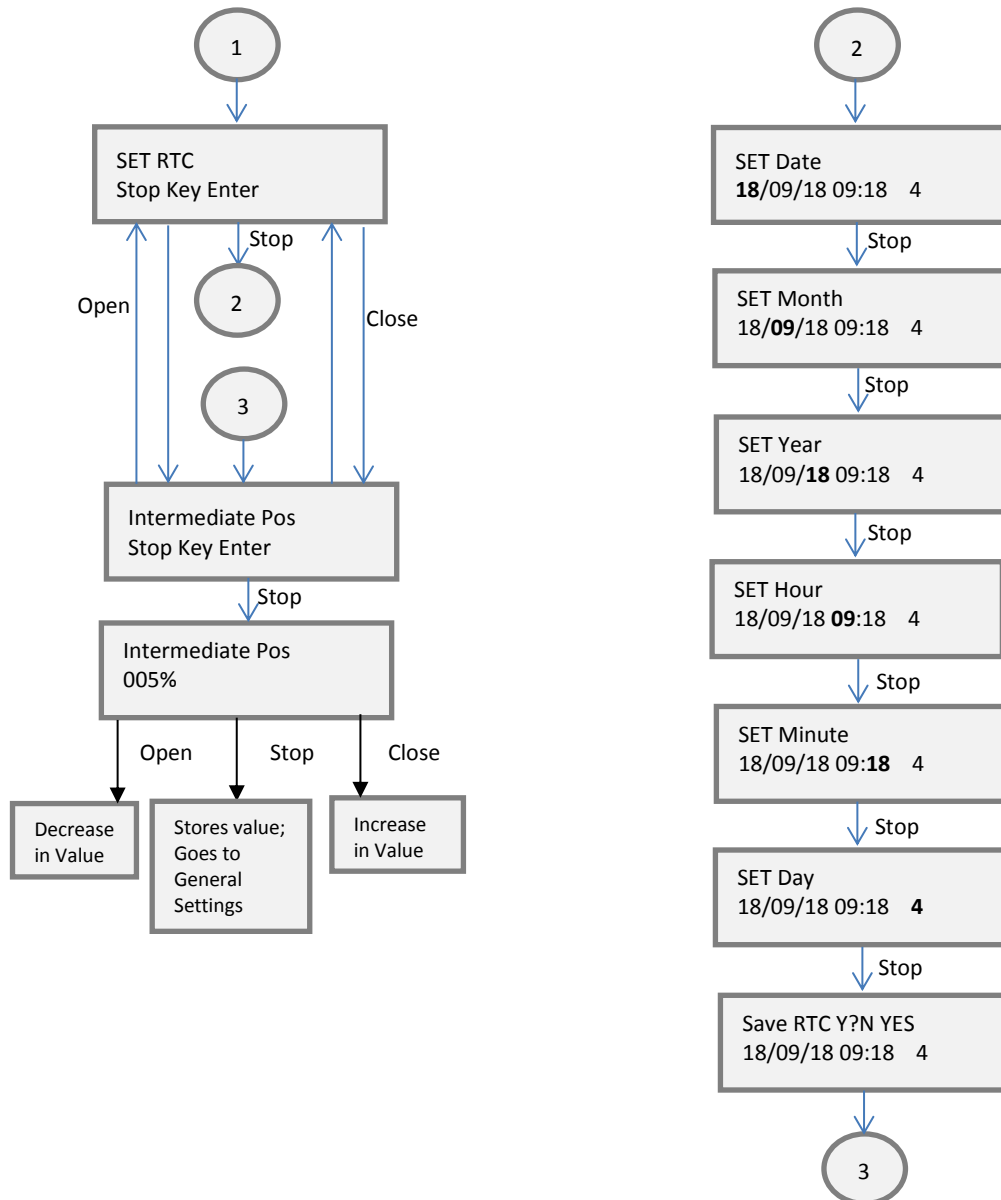 1
SET RTC
Stop Key Enter
Stop
Open
2
Close
3
Intermediate Pos
Stop Key Enter
Stop
Intermediate Pos
005%
Open
Stop
Close
Decrease
in Value
Stores value;
Goes to
General
Settings
Increase
in Value
2
SET Date
18/09/18 09:18 4
Stop
SET Month
18/09/18 09:18 4
Stop
SET Year
18/09/18 09:18 4
Stop
SET Hour
18/09/18 09:18 4
Stop
SET Minute
18/09/18 09:18 4
Stop
SET Day
18/09/18 09:18 4
Stop
Save RTC Y?N YES
18/09/18 09:18 4
3